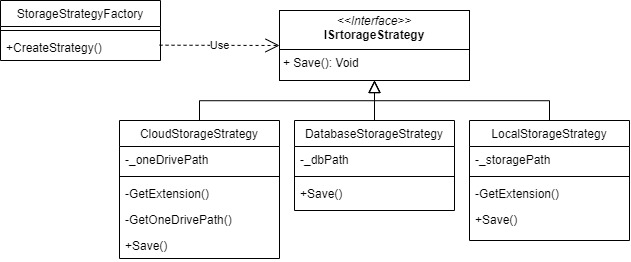 StorageStrategyFactory
+CreateStrategy()
Use
<<Interface>>
ISrtorageStrategy
+ Save(): Void
CloudStorageStrategy
-_oneDrivePath
-GetExtension()
-GetOneDrivePath()
+Save()
DatabaseStorageStrategy
-_dbPath
+Save()
LocalStorageStrategy
-_storagePath
-GetExtension()
+Save()